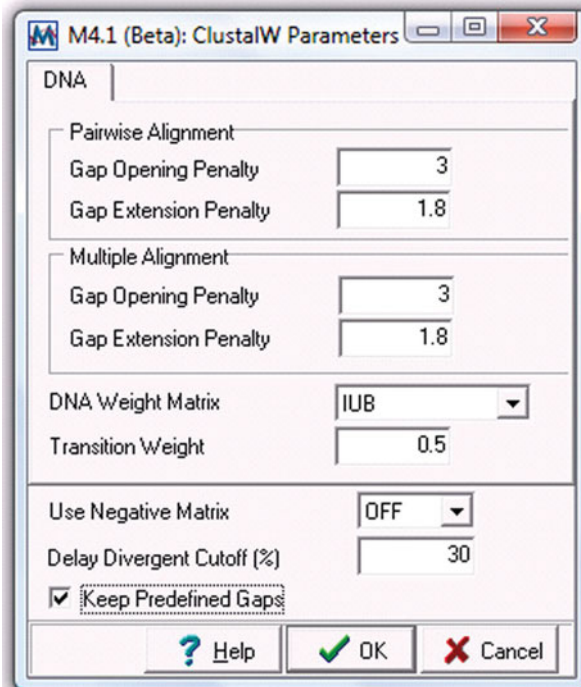 M4.1 (Beta): ClustalW Parameters
DNA
Pairwise Alignment
Gap Opening Penalty 3
Gap Extension Penalty 1.8
Multiple Alignment
Gap Opening Penalty 3
Gap Extension Penalty 1.8
DNA Weight Matrix IUB
Transition Weight 0.5
Use Negative Matrix OFF
Delay Divergent Cutoff (%) 30
Keep Predefined Gaps
? Help OK Cancel